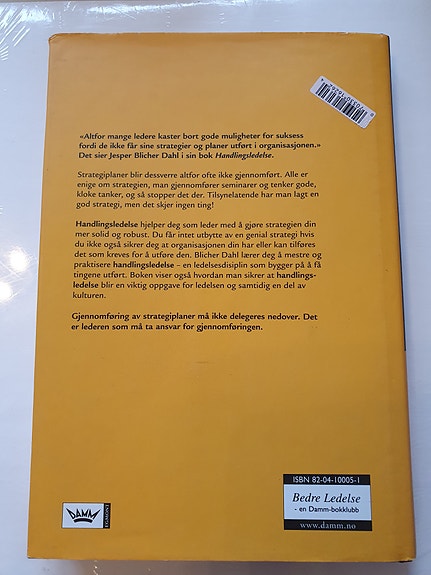 «Altfor mange ledere kaster bort gode muligheter for suksess
fordi de ikke får sine strategier og planer utført i organisasjonen.»
Det sier Jesper Blicher Dahl i sin bok Handlingsledelse.
Strategiplaner blir dessverre altfor ofte ikke gjennomført. Alle er
enige om strategien, man gjennomfører seminarer og tenker gode,
kloke tanker, og så stopper det der. Tilsynelatende har man lagt en
god strategi, men det skjer ingen ting!
Handlingsledelse hjelper deg som leder med å gjøre strategien din
mer solid og robust. Du får intet utbytte av en genial strategi hvis
du ikke også sikrer deg at organisasjonen din har eller kan tilføres
det som kreves for å utføre den. Blicher Dahl lærer deg å mestre og
praktisere handlingsledelse – en ledelsesdisiplin som bygger på å få
tingene utført. Boken viser også hvordan man sikrer at handlings-
ledelse blir en viktig oppgave for ledelsen og samtidig en del av
kulturen.
Gjennomføring av strategiplaner må ikke delegeres nedover. Det
er lederen som må ta ansvar for gjennomføringen.
ISBN 82-04-10005-1
Bedre Ledelse
- en Damm-bokklubb
www.damm.no
DAMM
EGMONT